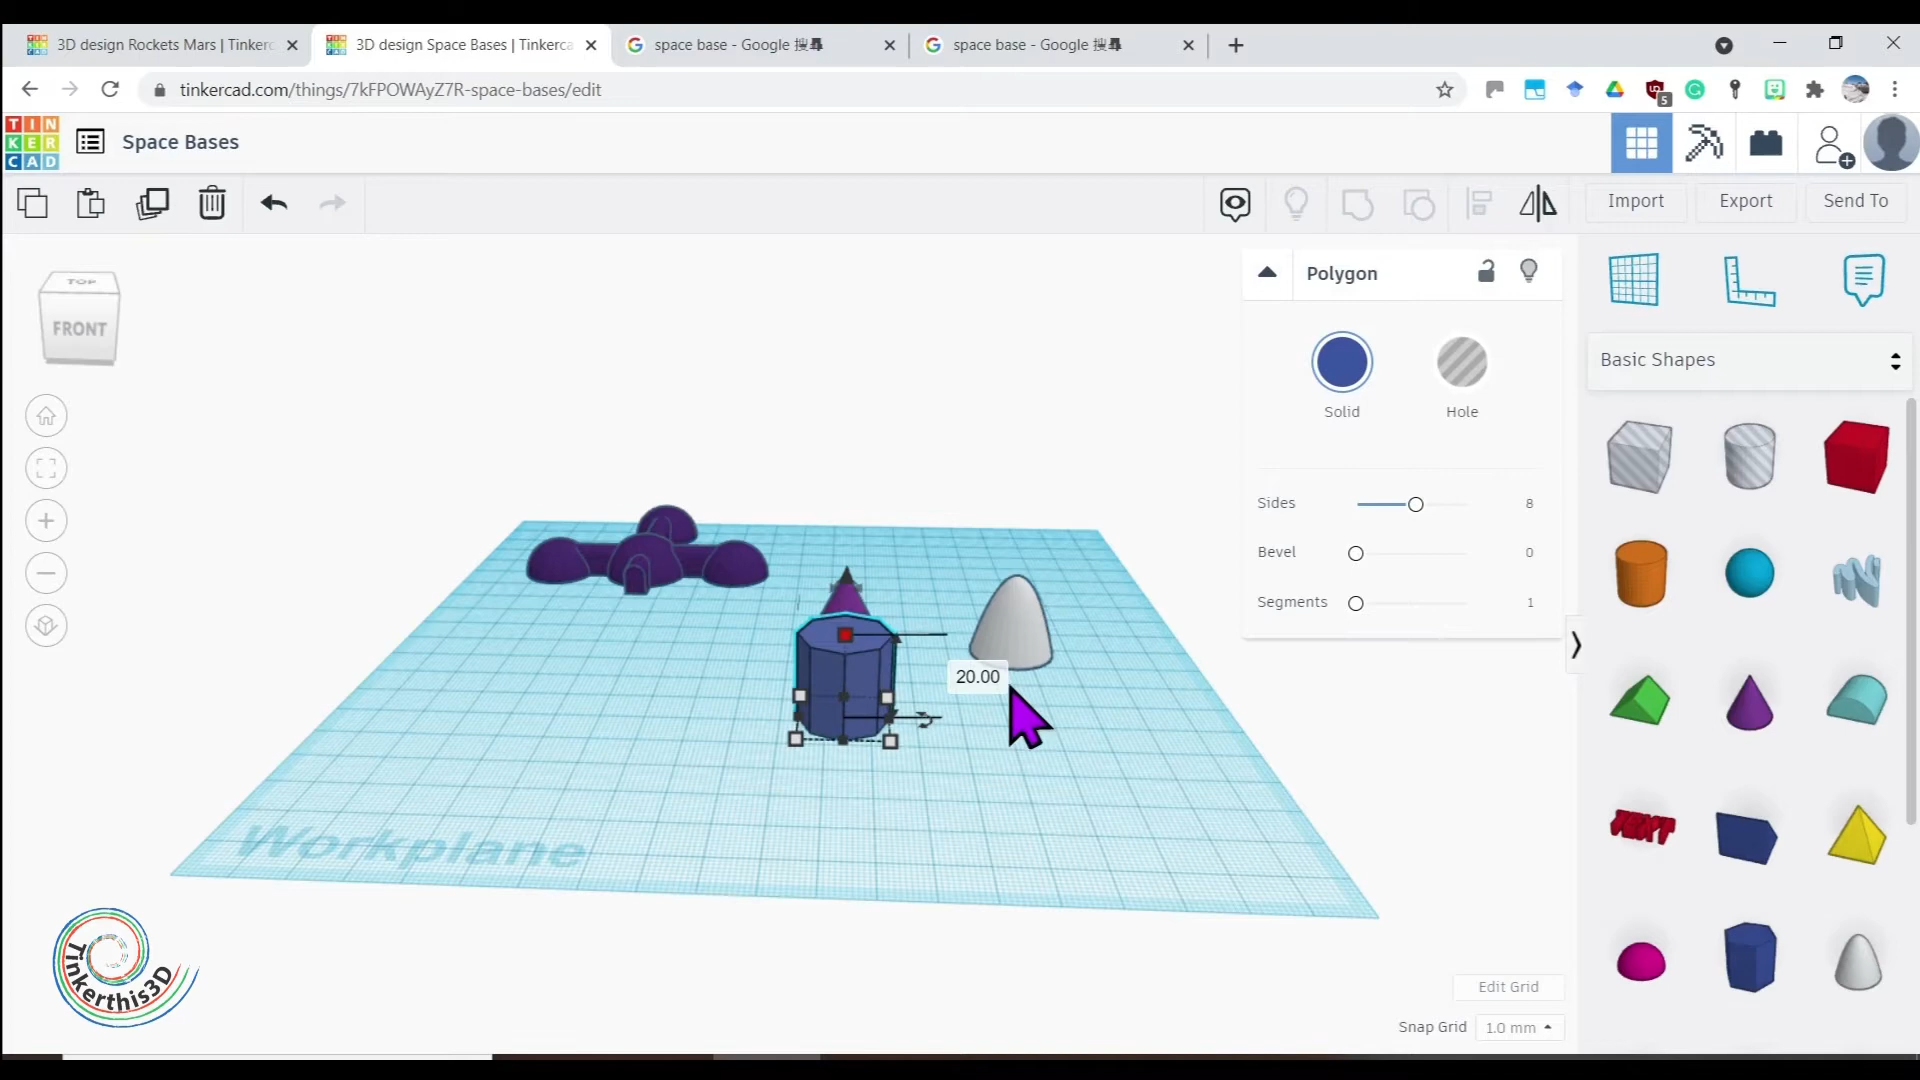 3D design Rockets Mars | Tinkerc
3D design Space Bases | Tinkerca
space base - Google 搜尋
space base - Google 搜尋
tinkercad.com/things/7kFPOWAyZ7R-space-bases/edit
5
TIN
KER
CAD
Space Bases
Import
Export
Send To
TOP
FRONT
Polygon
Solid
Hole
Sides
8
Bevel
0
Segments
1
Basic Shapes
20.00
TEXT
Workplane
Tinkerthis3D
Edit Grid
Snap Grid
1.0 mm